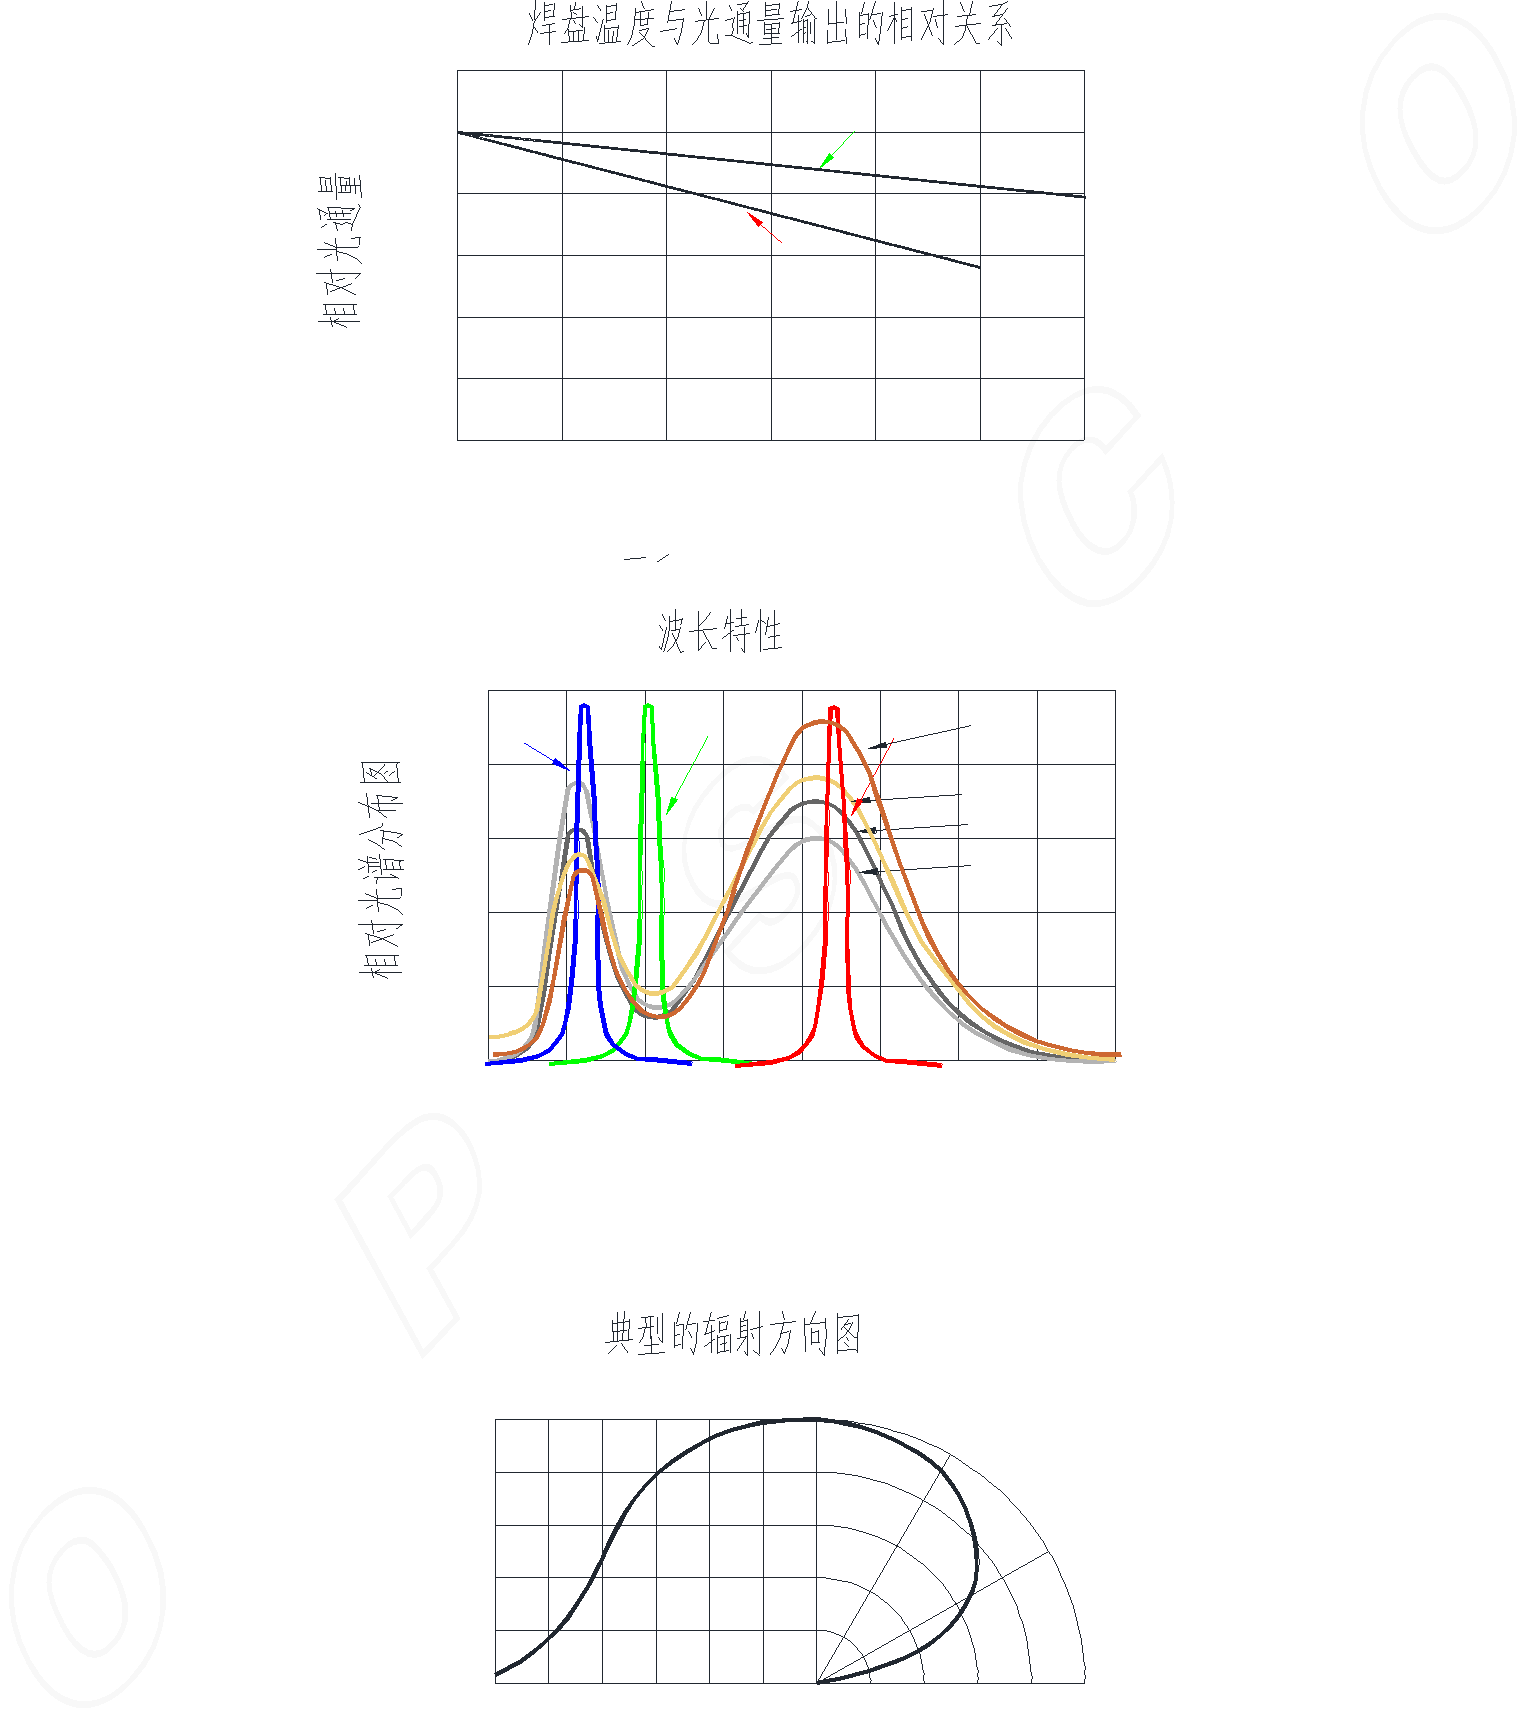 焊盘温度与光通量输出的相对关系
相对光通量
波长特性
相对光谱分布图
典型的辐射方向图
O
C
S
P
O